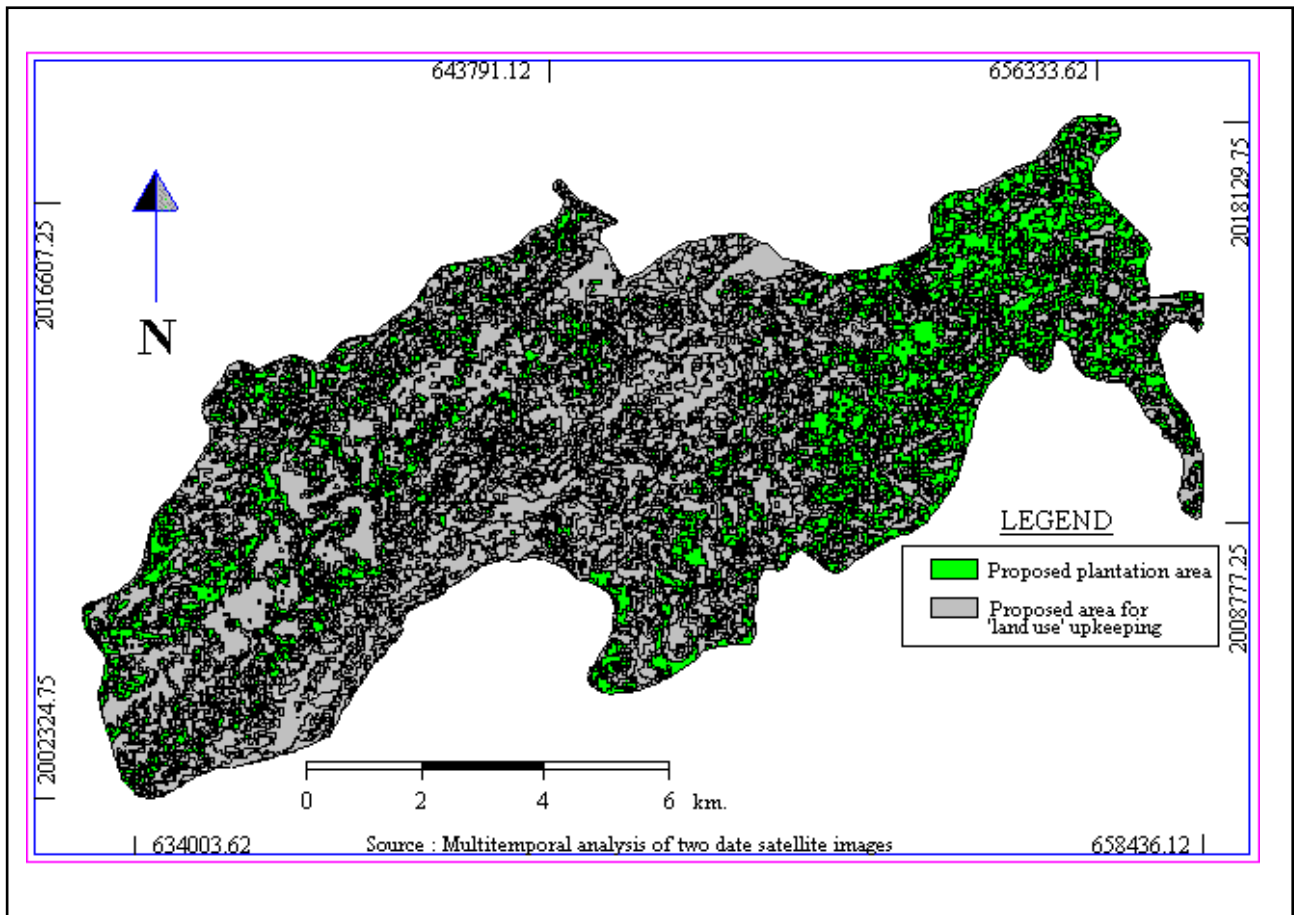 643791.12
656333.62
2016607.25
2018129.75
N
LEGEND
Proposed plantation area
Proposed area for
'land use' upkeeping
2008777.25
2002324.75
0 2 4 6 km.
634003.62
Source : Multitemporal analysis of two date satellite images
658436.12